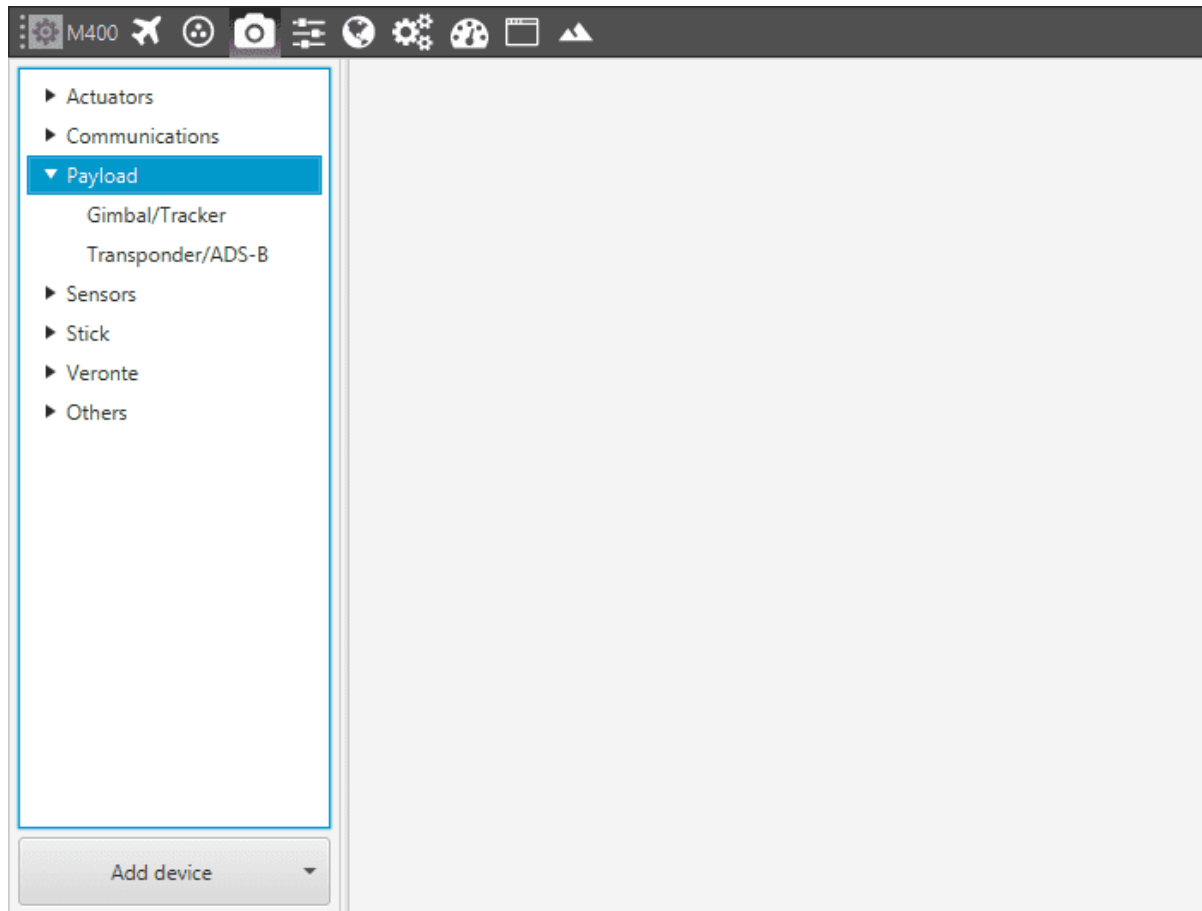 M400
Actuators
Communications
Payload
Gimbal/Tracker
Transponder/ADS-B
Sensors
Stick
Veronte
Others
Add device